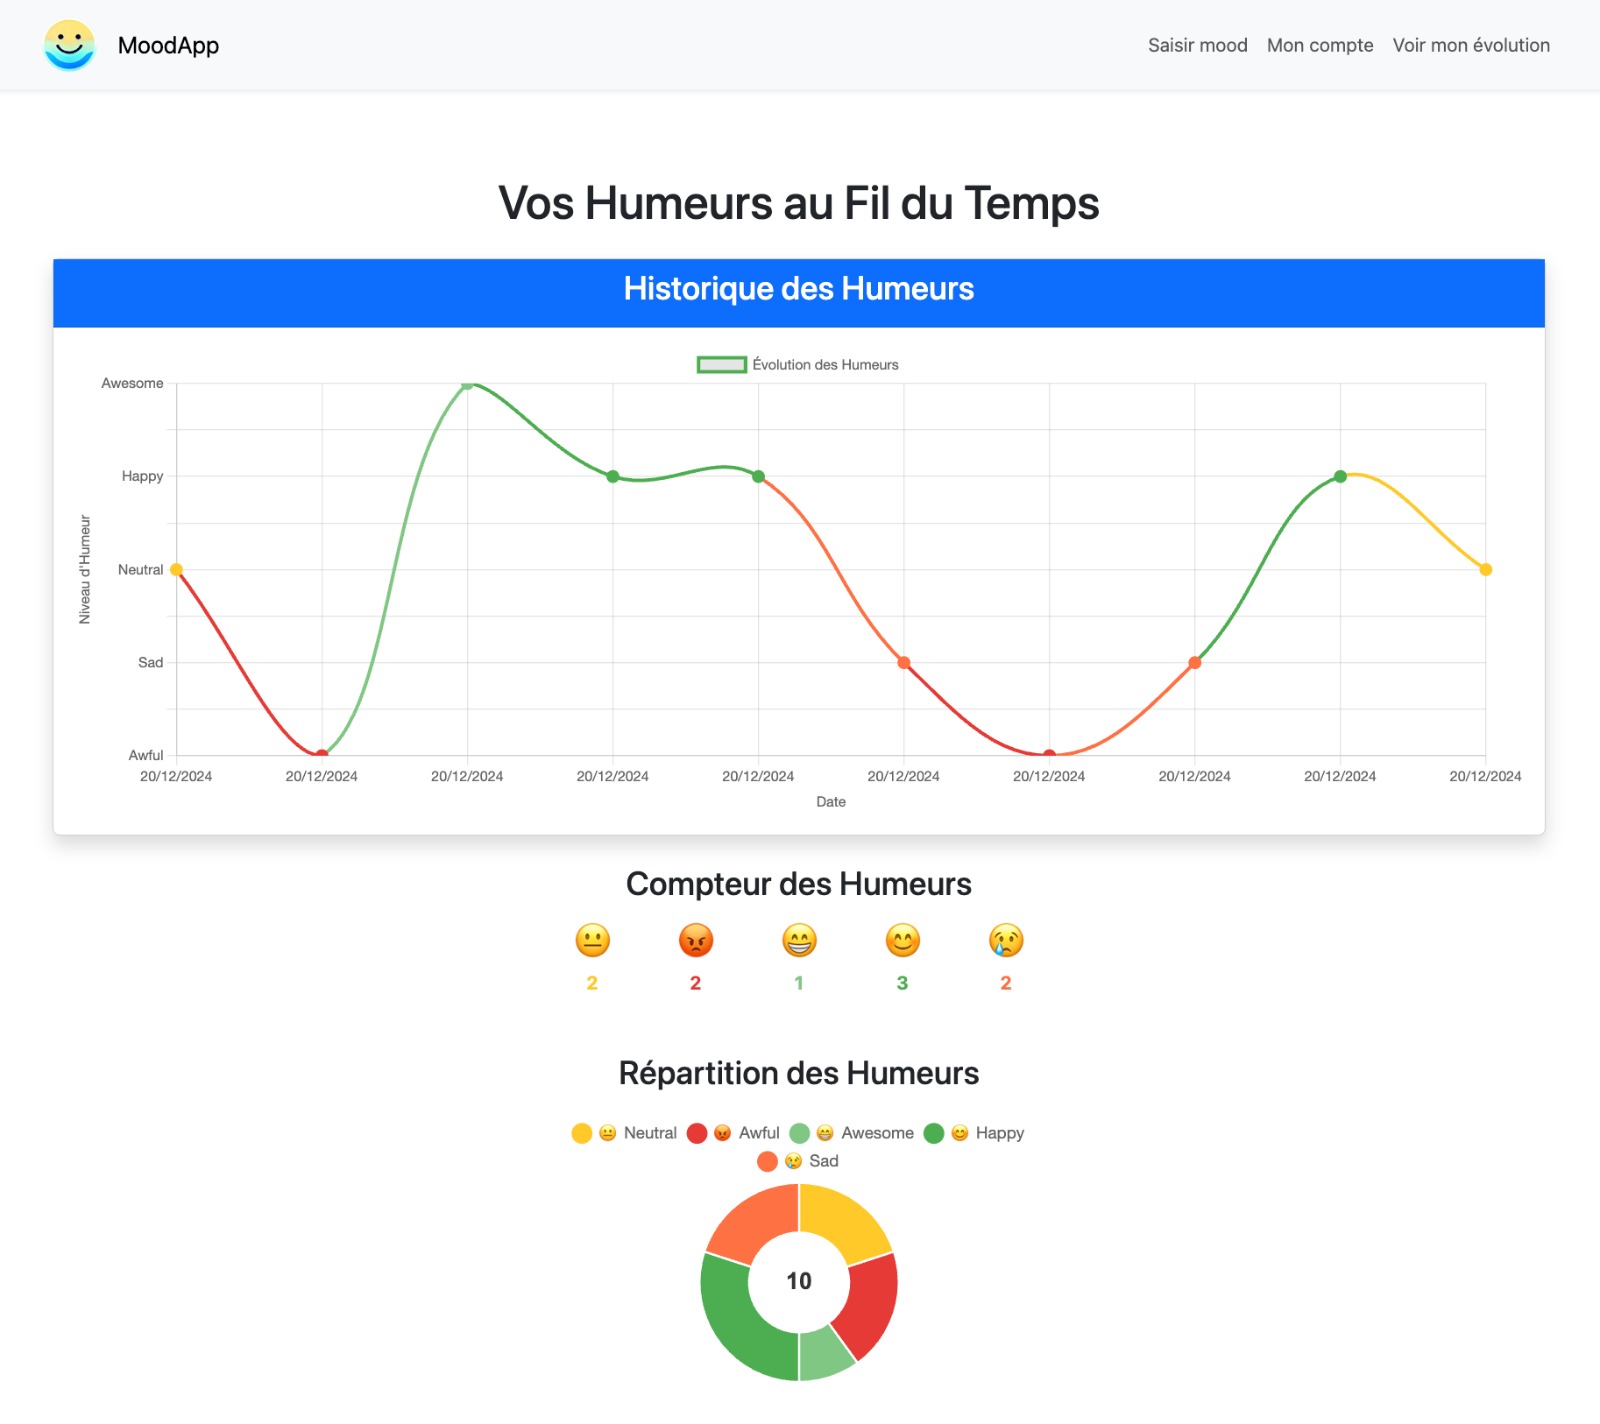 MoodApp
Saisir mood Mon compte Voir mon évolution
Vos Humeurs au Fil du Temps
Historique des Humeurs
Évolution des Humeurs
Awesome
Happy
Neutral
Sad
Awful
Niveau d'Humeur
20/12/2024 20/12/2024 20/12/2024 20/12/2024 20/12/2024 20/12/2024 20/12/2024 20/12/2024 20/12/2024 20/12/2024
Date
Compteur des Humeurs
2 2 1 3 2
Répartition des Humeurs
Neutral Awful Awesome Happy
Sad
10